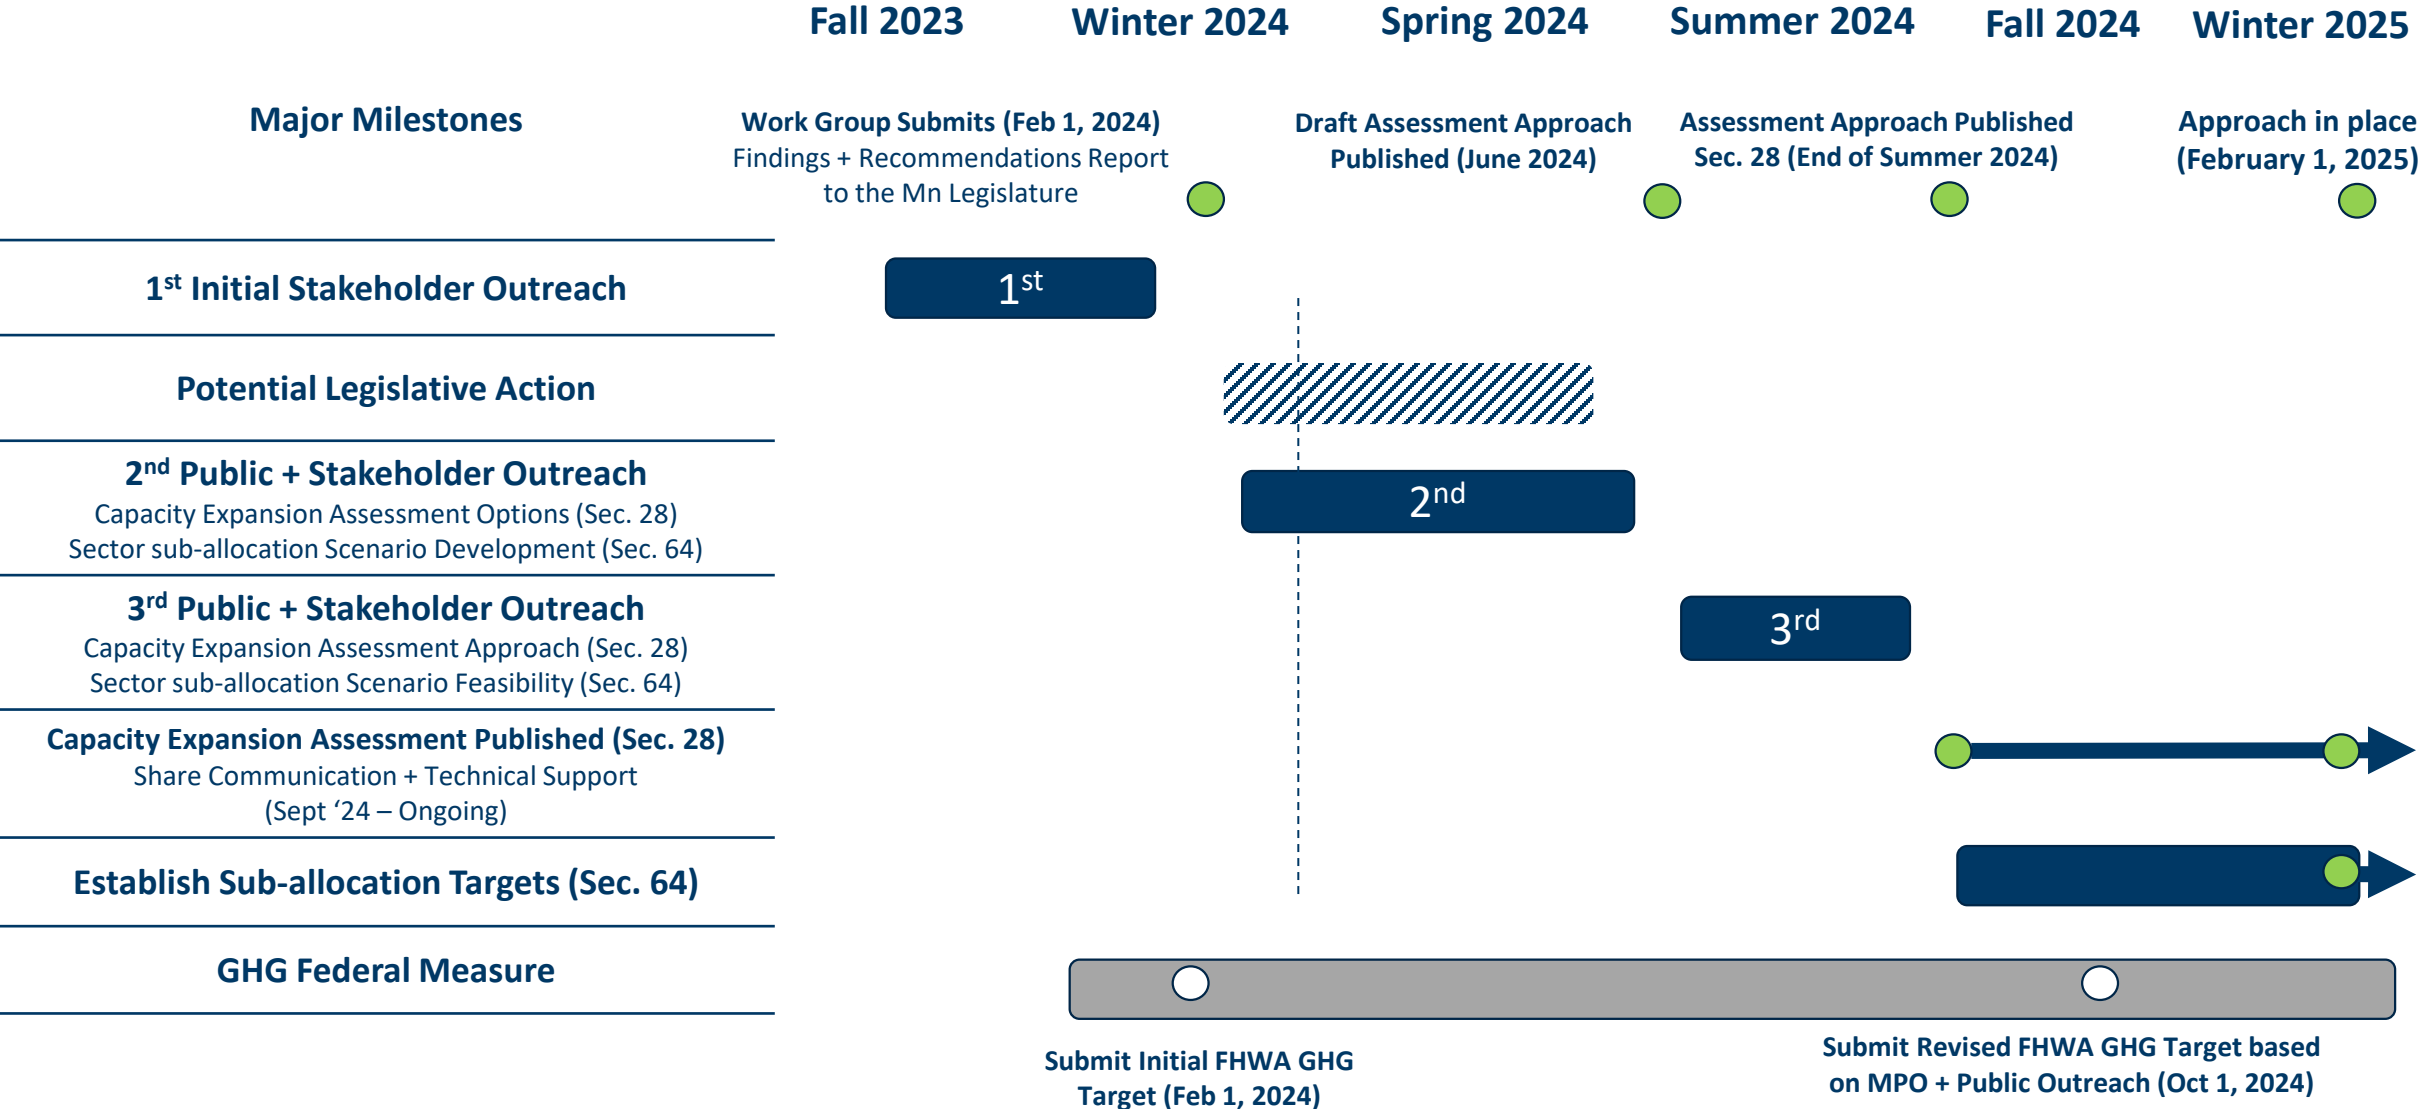 Fall 2023
Winter 2024
Spring 2024
Summer 2024
Fall 2024
Winter 2025
Major Milestones
Work Group Submits (Feb 1, 2024)
Findings + Recommendations Report
to the Mn Legislature
Draft Assessment Approach
Published (June 2024)
Assessment Approach Published
Sec. 28 (End of Summer 2024)
Approach in place
(February 1, 2025)
1st Initial Stakeholder Outreach
1st
Potential Legislative Action
2nd Public + Stakeholder Outreach
Capacity Expansion Assessment Options (Sec. 28)
Sector sub-allocation Scenario Development (Sec. 64)
2nd
3rd Public + Stakeholder Outreach
Capacity Expansion Assessment Approach (Sec. 28)
Sector sub-allocation Scenario Feasibility (Sec. 64)
3rd
Capacity Expansion Assessment Published (Sec. 28)
Share Communication + Technical Support
(Sept ‘24 – Ongoing)
Establish Sub-allocation Targets (Sec. 64)
GHG Federal Measure
Submit Initial FHWA GHG
Target (Feb 1, 2024)
Submit Revised FHWA GHG Target based
on MPO + Public Outreach (Oct 1, 2024)